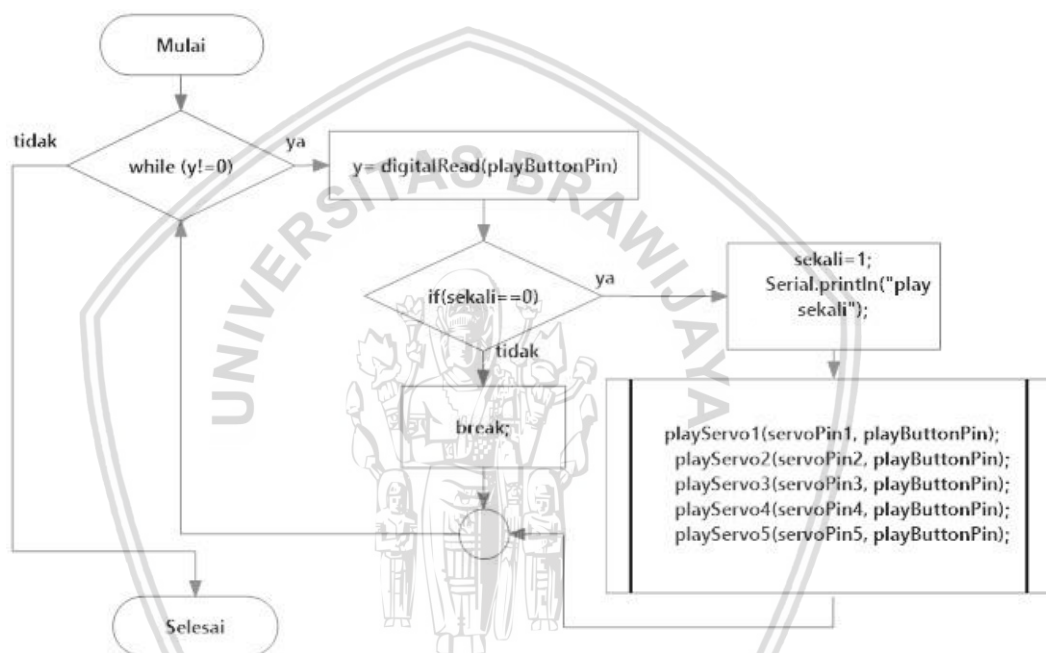 Mulai
tidak
while (y!=0)
ya
y= digitalRead(playButtonPin)
if(sekali==0)
ya
sekali=1;
Serial.println("play
sekali");
tidak
break;
playServo1(servoPin1, playButtonPin);
playServo2(servoPin2, playButtonPin);
playServo3(servoPin3, playButtonPin);
playServo4(servoPin4, playButtonPin);
playServo5(servoPin5, playButtonPin);
Selesai
UNIVERSITAS BRAWIJAYA